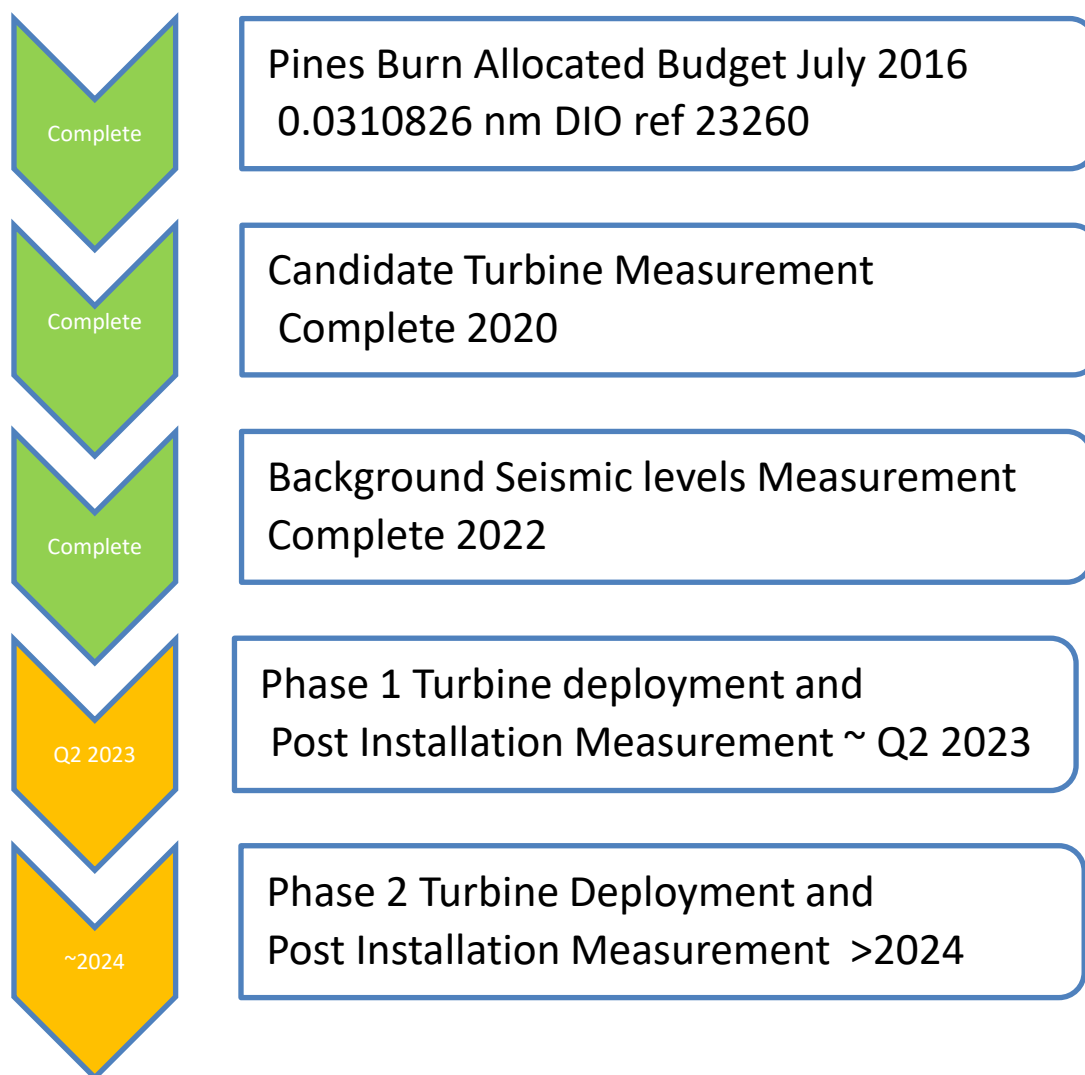 Complete
Pines Burn Allocated Budget July 2016
0.0310826 nm DIO ref 23260
Complete
Candidate Turbine Measurement
Complete 2020
Complete
Background Seismic levels Measurement
Complete 2022
Q2 2023
Phase 1 Turbine deployment and
Post Installation Measurement ~ Q2 2023
~2024
Phase 2 Turbine Deployment and
Post Installation Measurement >2024